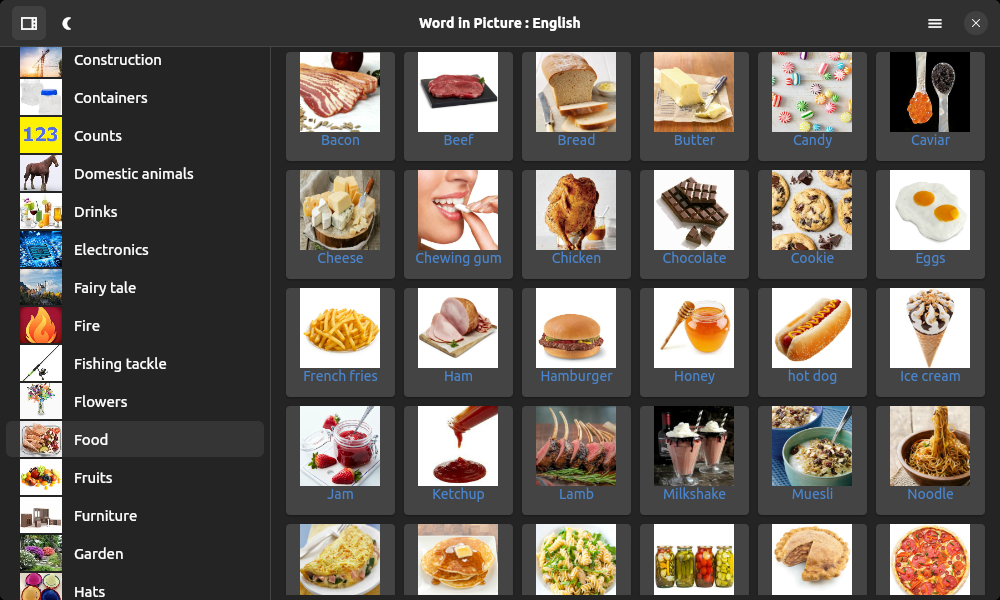 Word in Picture : English
Construction
Containers
123
Counts
Domestic animals
Drinks
Electronics
Fairy tale
Fire
Fishing tackle
Flowers
Food
Fruits
Furniture
Garden
Hats
Bacon
Beef
Bread
Butter
Candy
Caviar
Cheese
Chewing gum
Chicken
Chocolate
Cookie
Eggs
French fries
Ham
Hamburger
Honey
hot dog
Ice cream
Jam
Ketchup
Lamb
Milkshake
Muesli
Noodle